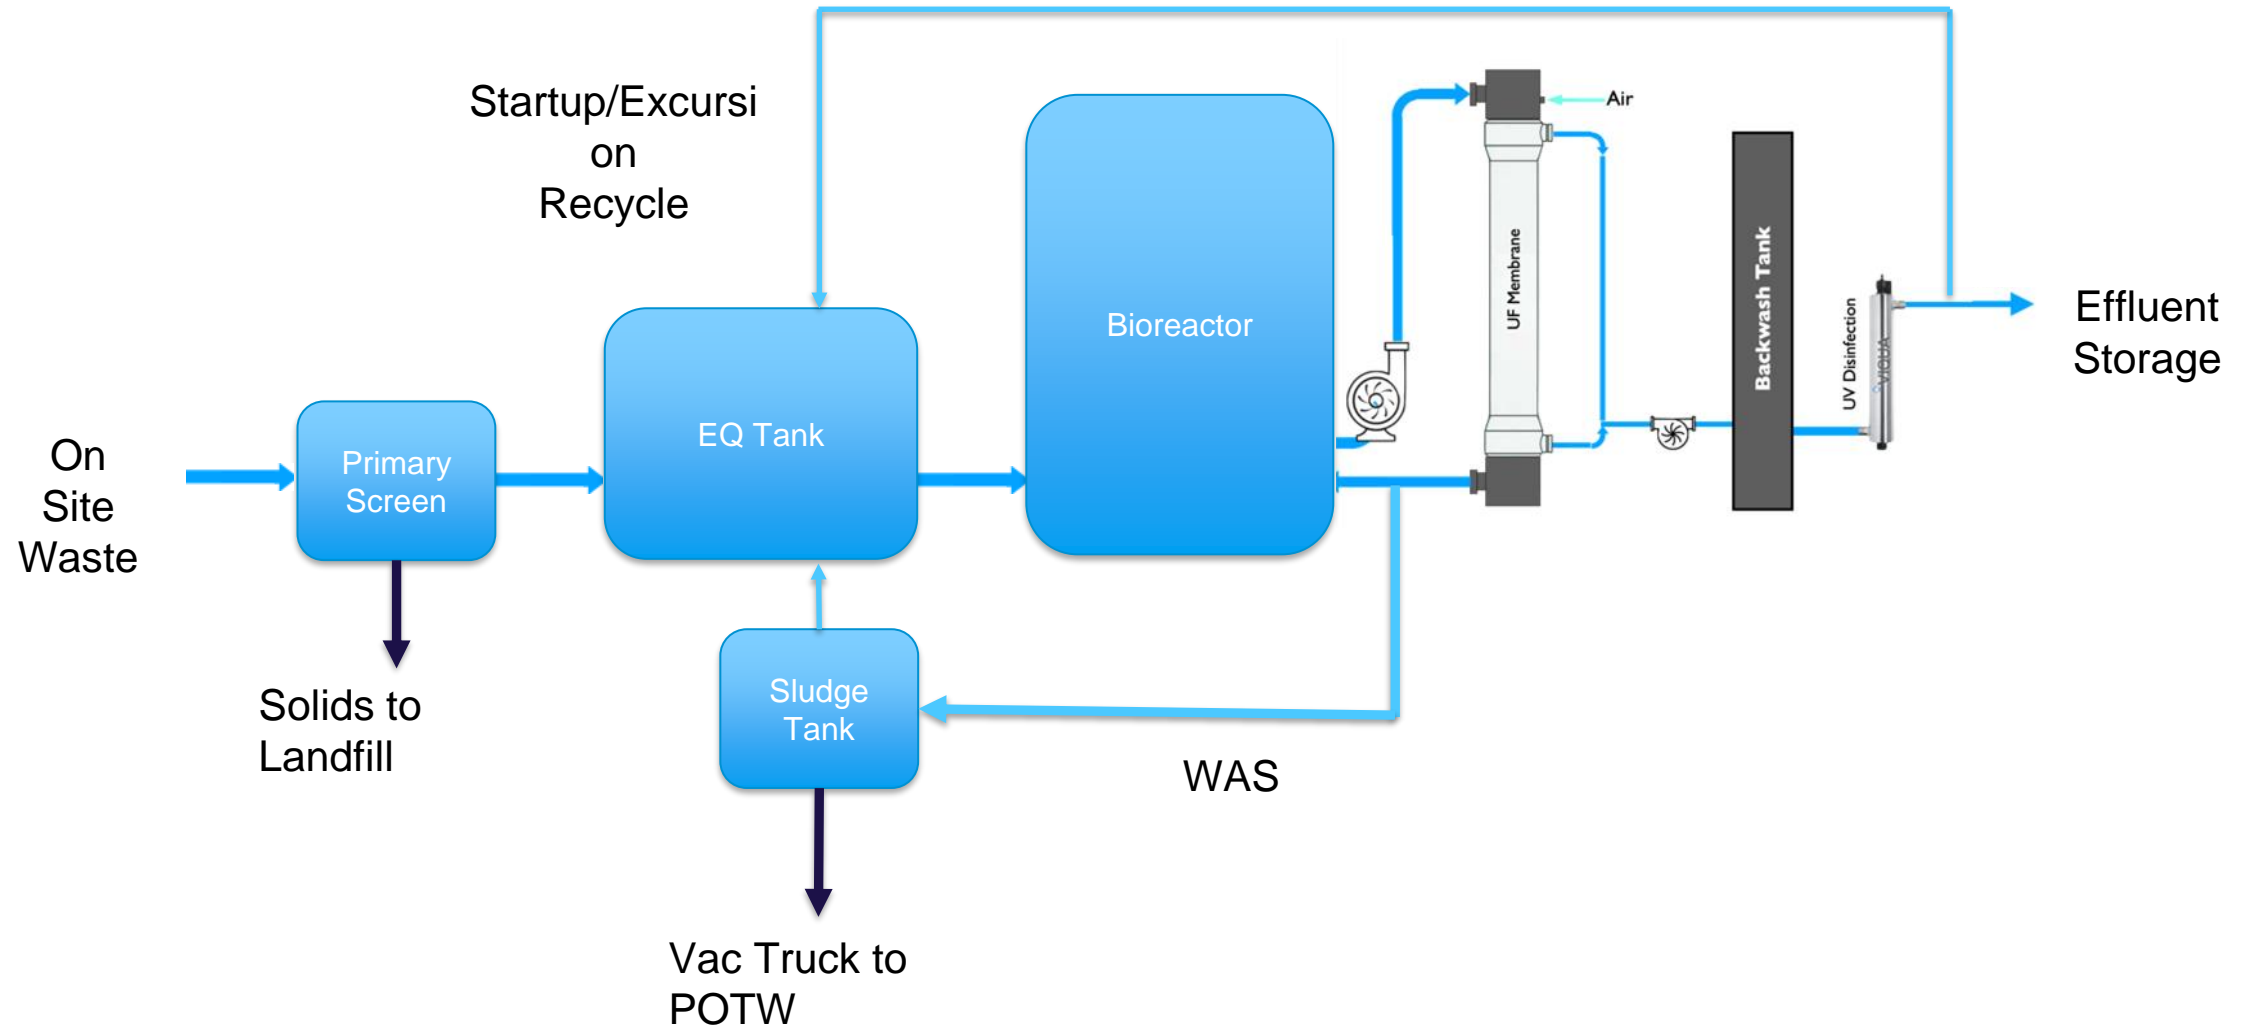 Startup/Excursi
on
Recycle
Air
UF Membrane
Backwash Tank
UV Disinfection
VIQUA
Effluent
Storage
Bioreactor
EQ Tank
Primary
Screen
On
Site
Waste
Solids to
Landfill
Sludge
Tank
WAS
Vac Truck to
POTW